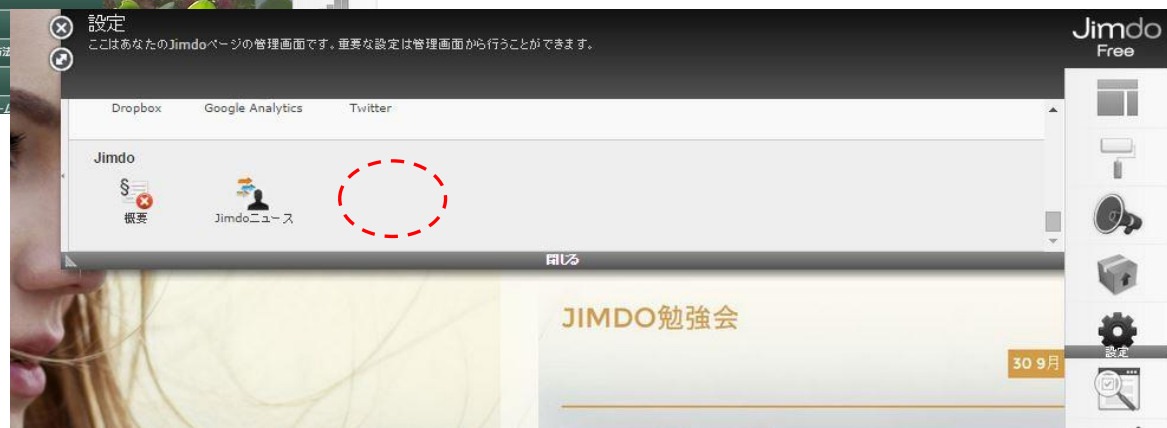 設定
ここはあなたのJimdoページの管理画面です。重要な設定は管理画面から行うことができます。
Jimdo
Free
Dropbox
Google Analytics
Twitter
Jimdo
§
概要
Jimdoニュース
閉じる
JIMDO勉強会
設定
30 9月